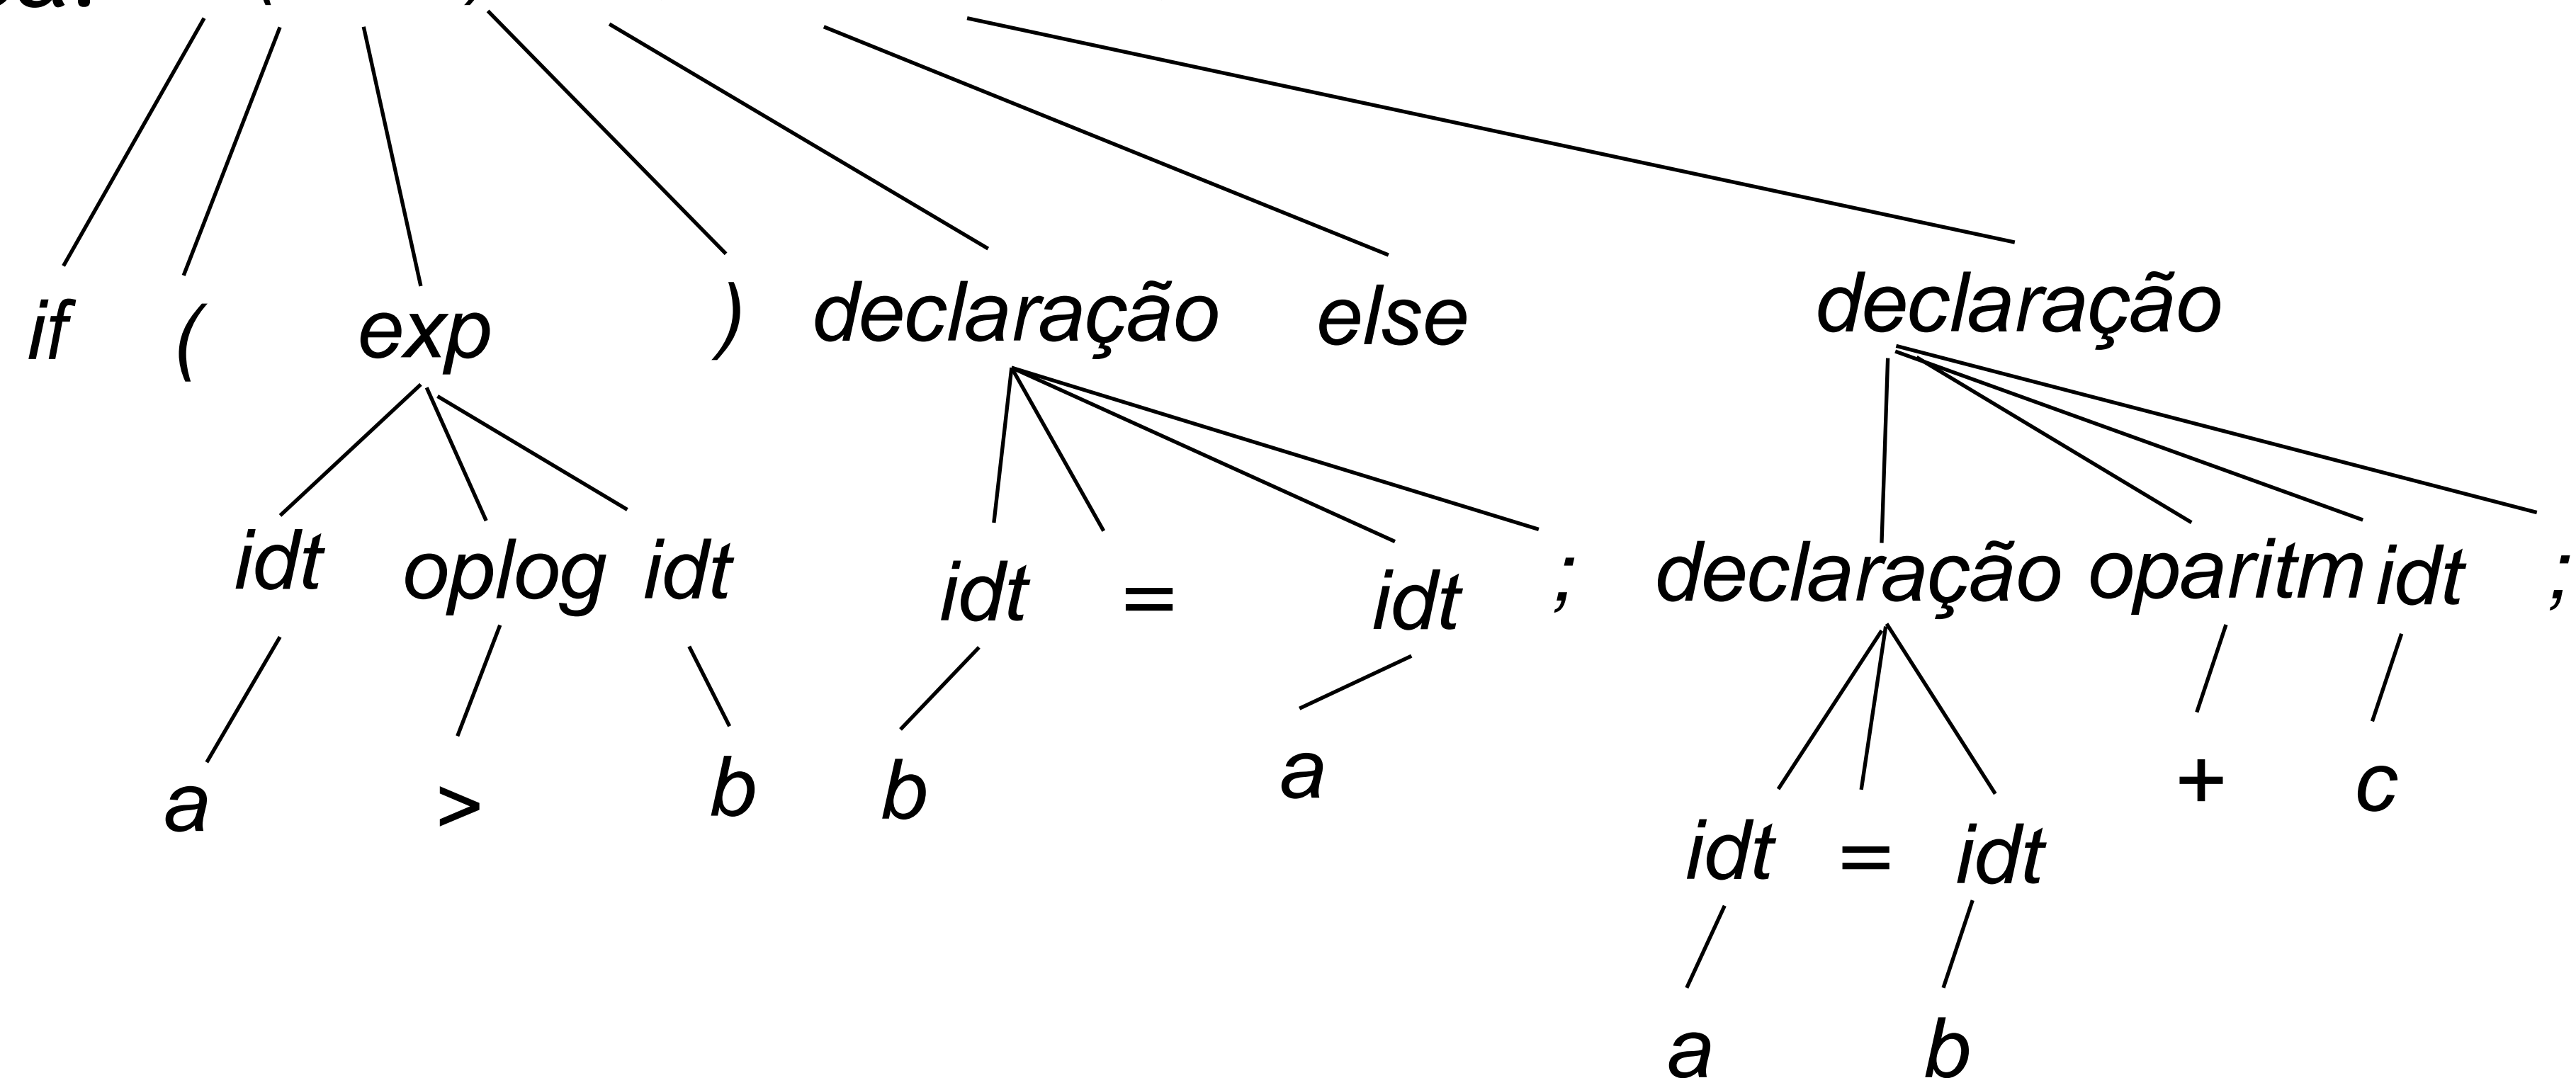 if ( exp ) declaração else declaração
idt oplog idt idt = idt ; declaração oparitm idt ;
a > b b a + c
idt = idt
a b